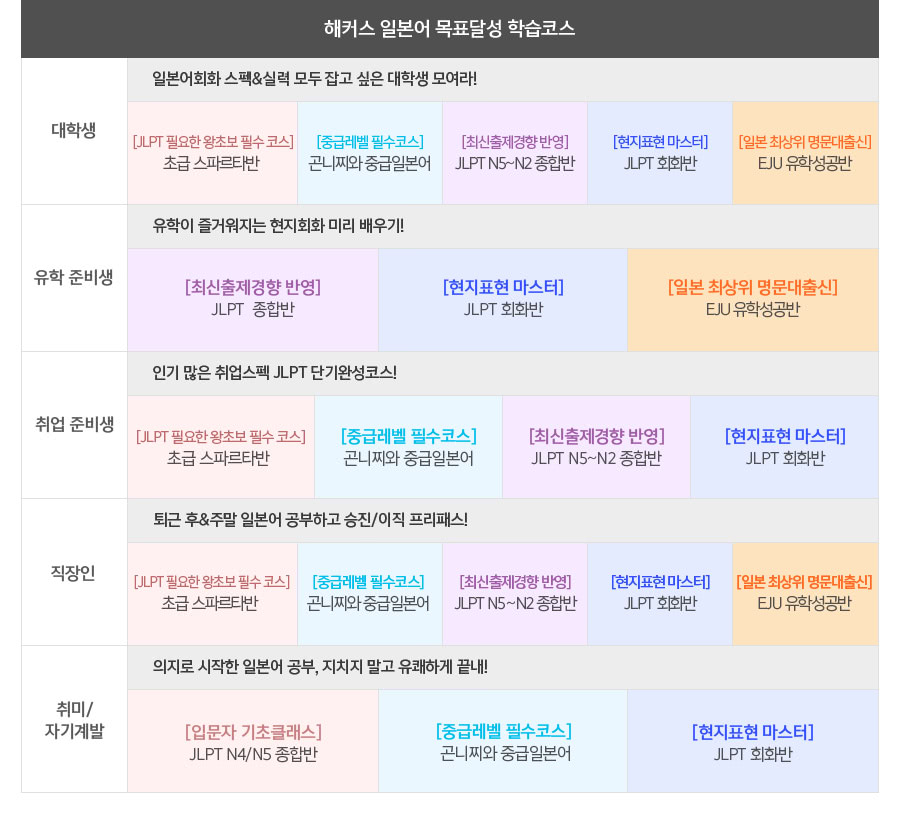 해커스 일본어 목표달성 학습코스
대학생
일본어회화 스펙&실력 모두 잡고 싶은 대학생 모여라!
[JLPT 필요한 왕초보 필수 코스]
초급 스파르타반
[중급레벨 필수코스]
곤니찌와 중급일본어
[최신출제경향 반영]
JLPT N5~N2 종합반
[현지표현 마스터]
JLPT 회화반
[일본 최상위 명문대출신]
EJU 유학성공반
유학 준비생
유학이 즐거워지는 현지회화 미리 배우기!
[최신출제경향 반영]
JLPT 종합반
[현지표현 마스터]
JLPT 회화반
[일본 최상위 명문대출신]
EJU 유학성공반
취업 준비생
인기 많은 취업스펙 JLPT 단기완성코스!
[JLPT 필요한 왕초보 필수 코스]
초급 스파르타반
[중급레벨 필수코스]
곤니찌와 중급일본어
[최신출제경향 반영]
JLPT N5~N2 종합반
[현지표현 마스터]
JLPT 회화반
직장인
퇴근 후&주말 일본어 공부하고 승진/이직 프리패스!
[JLPT 필요한 왕초보 필수 코스]
초급 스파르타반
[중급레벨 필수코스]
곤니찌와 중급일본어
[최신출제경향 반영]
JLPT N5~N2 종합반
[현지표현 마스터]
JLPT 회화반
[일본 최상위 명문대출신]
EJU 유학성공반
취미/
자기계발
의지로 시작한 일본어 공부, 지치지 말고 유쾌하게 끝내!
[입문자 기초클래스]
JLPT N4/N5 종합반
[중급레벨 필수코스]
곤니찌와 중급일본어
[현지표현 마스터]
JLPT 회화반